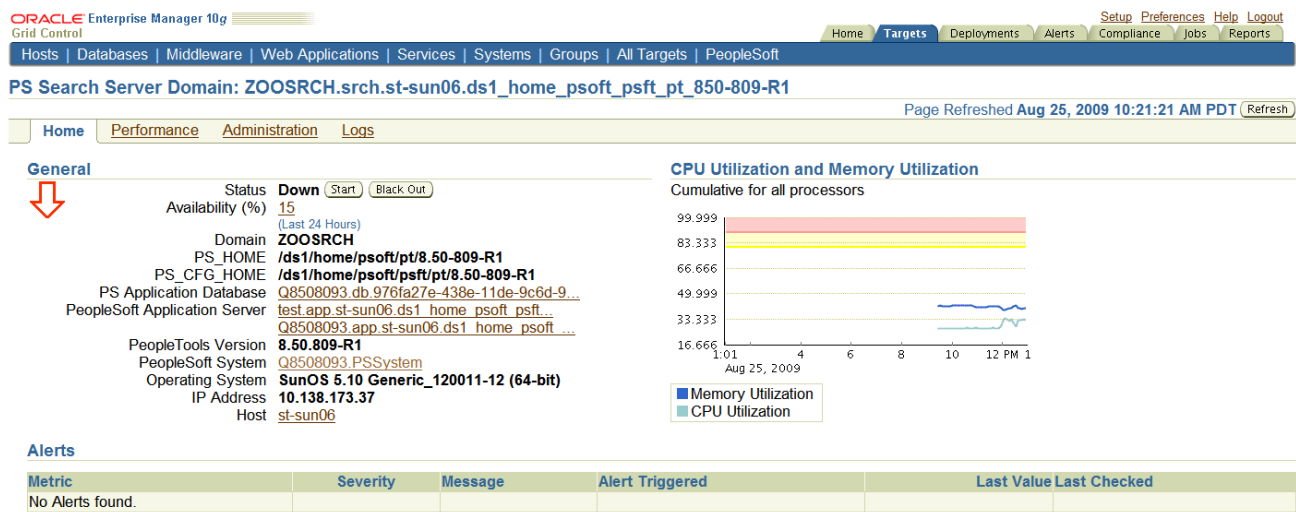 ORACLE Enterprise Manager 10g
Grid Control
Setup Preferences Help Logout
Home Targets Deployments Alerts Compliance Jobs Reports
Hosts | Databases | Middleware | Web Applications | Services | Systems | Groups | All Targets | PeopleSoft
PS Search Server Domain: ZOOSRCH.srch.st-sun06.ds1_home_psoft_psft_pt_850-809-R1
Page Refreshed Aug 25, 2009 10:21:21 AM PDT Refresh
Home Performance Administration Logs
General
Status Down Start Black Out
Availability (%) 15
(Last 24 Hours)
Domain ZOOSRCH
PS_HOME /ds1/home/psoft/pt/8.50-809-R1
PS_CFG_HOME /ds1/home/psoft/psft/pt/8.50-809-R1
PS Application Database Q8508093.db.976fa27e-438e-11de-9c6d-9...
PeopleSoft Application Server test.app.st-sun06.ds1_home_psoft_psft...
Q8508093.app.st-sun06.ds1_home_psoft_...
PeopleTools Version 8.50.809-R1
PeopleSoft System Q8508093.PSSystem
Operating System SunOS 5.10 Generic_120011-12 (64-bit)
IP Address 10.138.173.37
Host st-sun06
CPU Utilization and Memory Utilization
Cumulative for all processors
99.999
83.333
66.666
49.999
33.333
16.666
1:01 4 6 8 10 12 PM 1
Aug 25, 2009
Memory Utilization
CPU Utilization
Alerts
Metric Severity Message Alert Triggered Last Value Last Checked
No Alerts found.